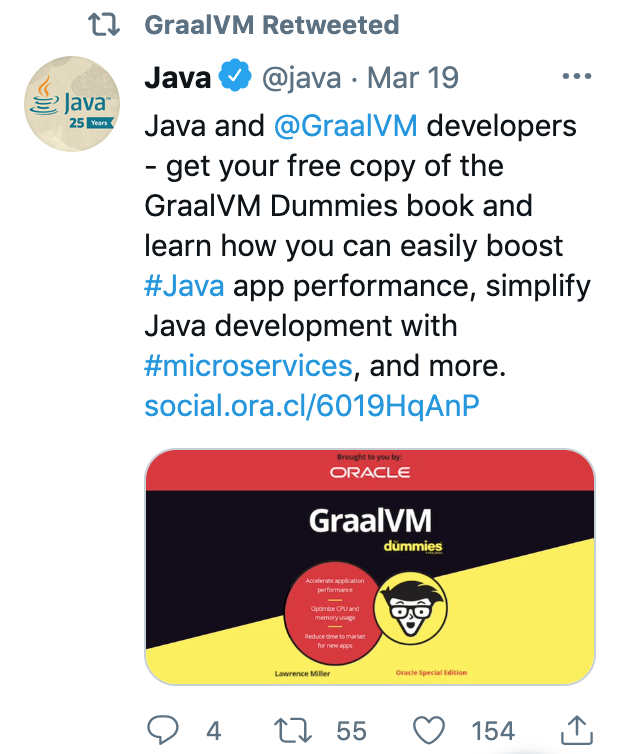 GraalVM Retweeted
Java @java · Mar 19
Java and @GraalVM developers
- get your free copy of the
GraalVM Dummies book and
learn how you can easily boost
#Java app performance, simplify
Java development with
#microservices, and more.
social.ora.cl/6019HqAnP
Java
25 Years
Brought to you by:
ORACLE
GraalVM
for
dummies
Accelerate application
performance
Optimize CPU and
memory usage
Reduce time to market
for new apps
Lawrence Miller
Oracle Special Edition
4 55 154